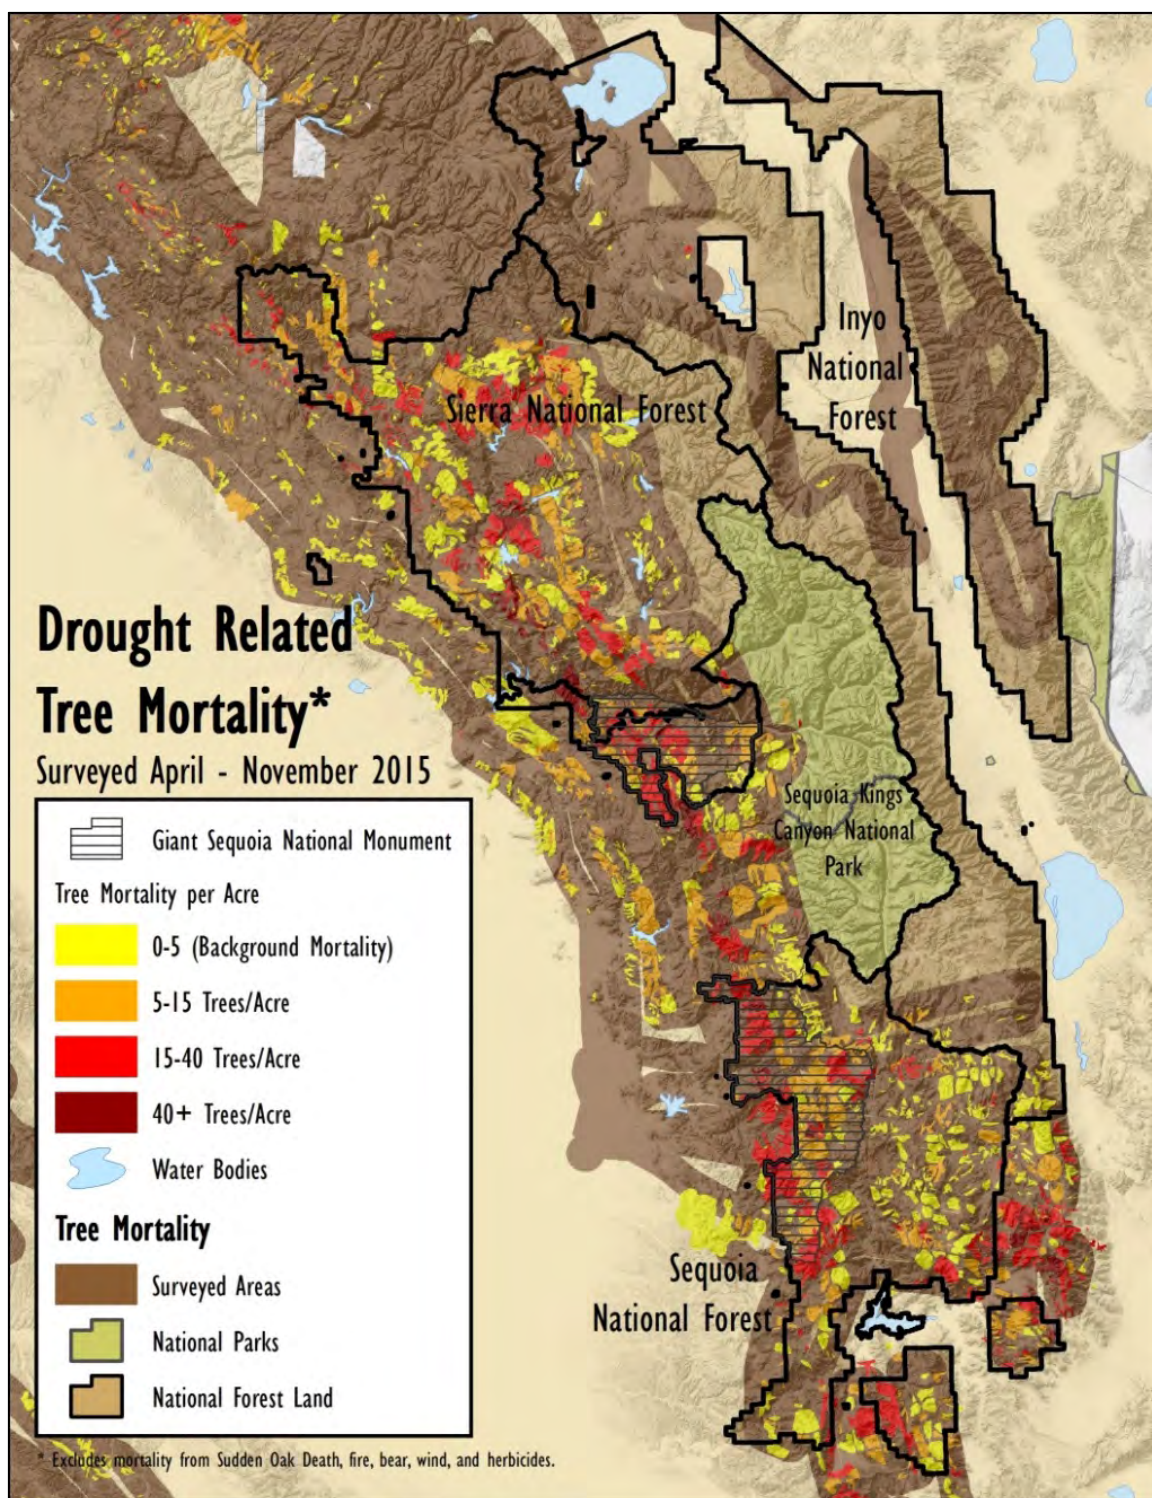 Inyo
National
Forest
Sierra National Forest
Drought Related
Tree Mortality*
Surveyed April - November 2015
Sequoia Kings
Canyon National
Park
Giant Sequoia National Monument
Tree Mortality per Acre
0-5 (Background Mortality)
5-15 Trees/Acre
15-40 Trees/Acre
40+ Trees/Acre
Water Bodies
Tree Mortality
Surveyed Areas
National Parks
National Forest Land
Sequoia
National Forest
* Excludes mortality from Sudden Oak Death, fire, bear, wind, and herbicides.